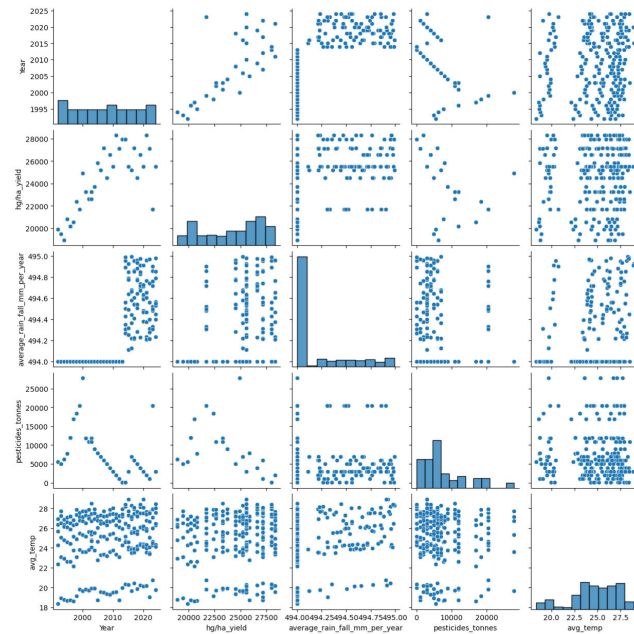 2025
2020
2015
2010
2005
2000
1995
Year
28000
26000
24000
22000
20000
hg/ha_yield
495.0
494.8
494.6
494.4
494.2
494.0
average_rain_fall_mm_per_year
25000
20000
15000
10000
5000
0
pesticides_tonnes
28
26
24
22
20
18
avg_temp
2000 2010 2020
Year
20000 22500 25000 27500
hg/ha_yield
494.00 494.25 494.50 494.75 495.00
average_rain_fall_mm_per_year
0 10000 20000
pesticides_tonnes
20.0 22.5 25.0 27.5
avg_temp